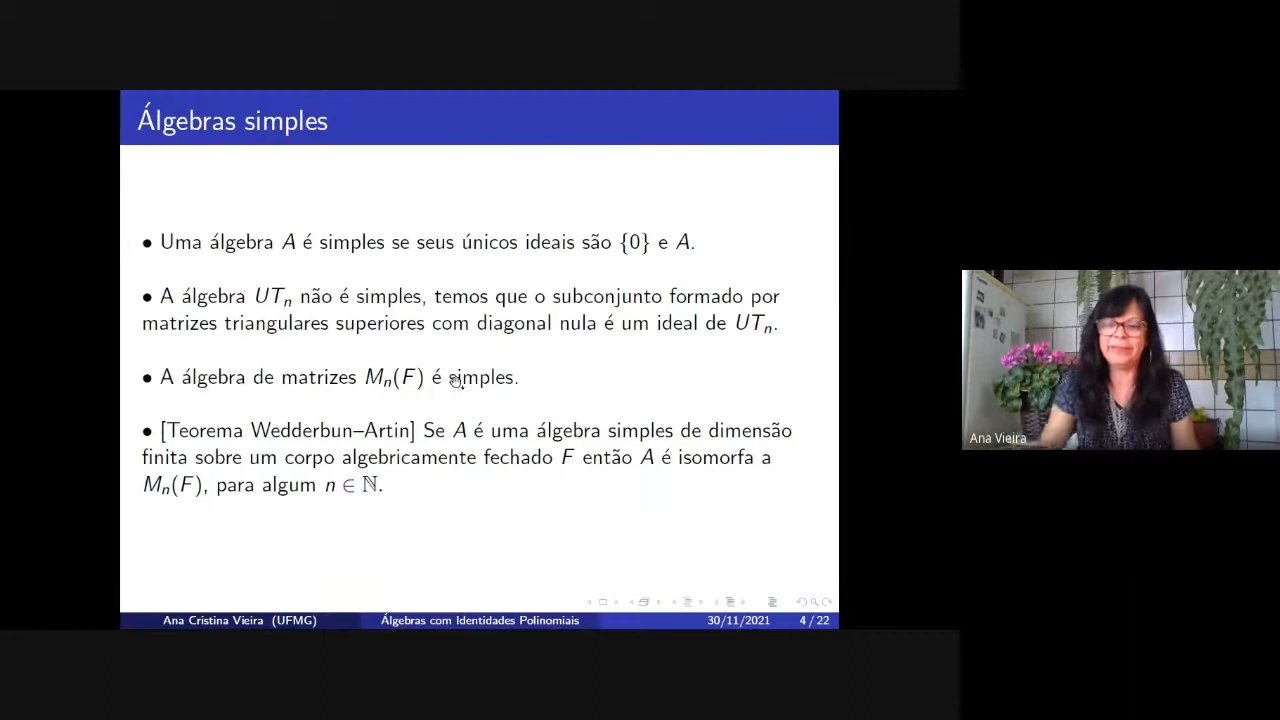 Álgebras simples
• Uma álgebra A é simples se seus únicos ideais são {0} e A.
• A álgebra UTₙ não é simples, temos que o subconjunto formado por
matrizes triangulares superiores com diagonal nula é um ideal de UTₙ.
• A álgebra de matrizes Mₙ(F) é simples.
• [Teorema Wedderbun–Artin] Se A é uma álgebra simples de dimensão
finita sobre um corpo algebricamente fechado F então A é isomorfa a
Mₙ(F), para algum n ∈ ℕ.
Ana Cristina Vieira (UFMG) Álgebras com Identidades Polinomiais 30/11/2021 4 / 22
Ana Vieira